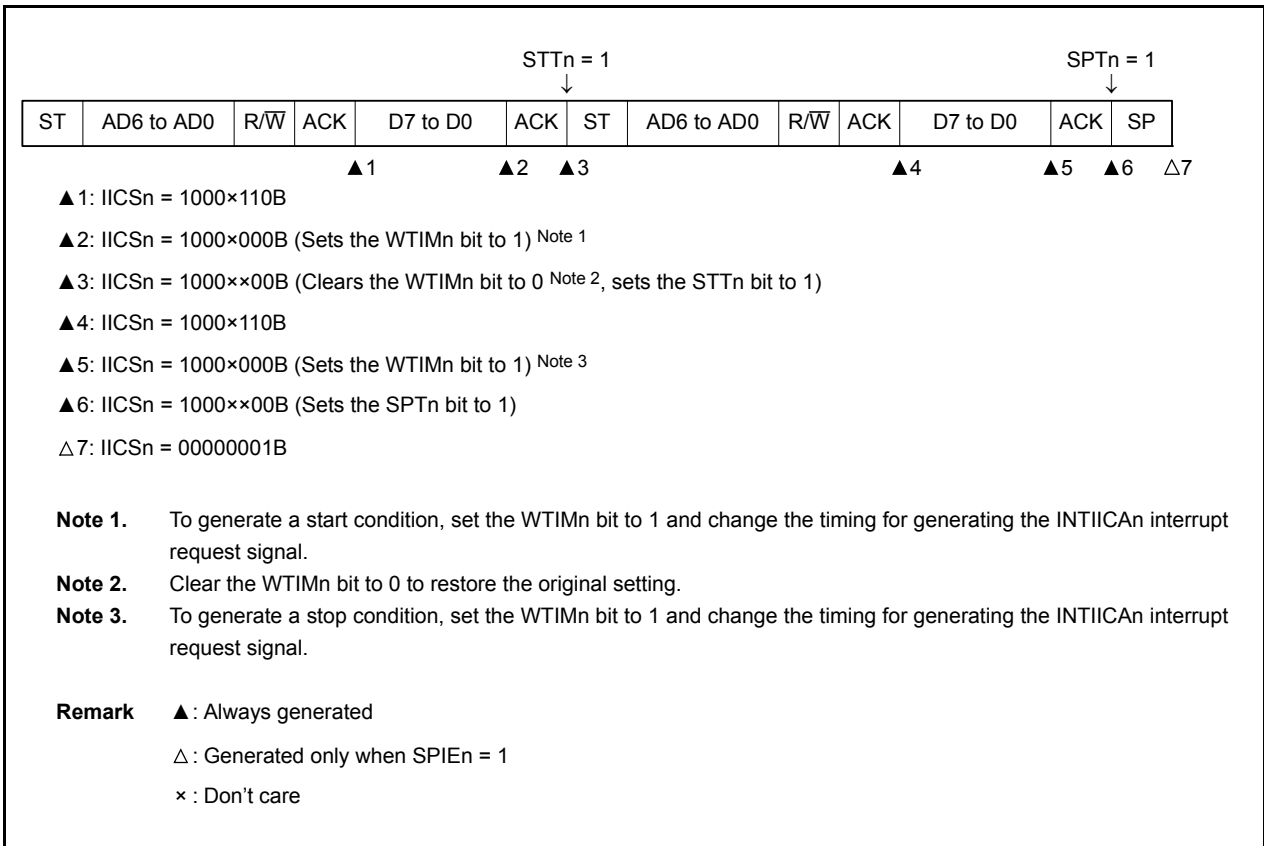 STTn = 1 SPTn = 1
↓ ↓
ST AD6 to AD0 R/W̅ ACK D7 to D0 ACK ST AD6 to AD0 R/W̅ ACK D7 to D0 ACK SP
▲1 ▲2 ▲3 ▲4 ▲5 ▲6 △7
▲1: IICSn = 1000×110B
▲2: IICSn = 1000×000B (Sets the WTIMn bit to 1) Note 1
▲3: IICSn = 1000××00B (Clears the WTIMn bit to 0 Note 2, sets the STTn bit to 1)
▲4: IICSn = 1000×110B
▲5: IICSn = 1000×000B (Sets the WTIMn bit to 1) Note 3
▲6: IICSn = 1000××00B (Sets the SPTn bit to 1)
△7: IICSn = 00000001B
Note 1. To generate a start condition, set the WTIMn bit to 1 and change the timing for generating the INTIICAn interrupt
request signal.
Note 2. Clear the WTIMn bit to 0 to restore the original setting.
Note 3. To generate a stop condition, set the WTIMn bit to 1 and change the timing for generating the INTIICAn interrupt
request signal.
Remark ▲: Always generated
△: Generated only when SPIEn = 1
×: Don't care